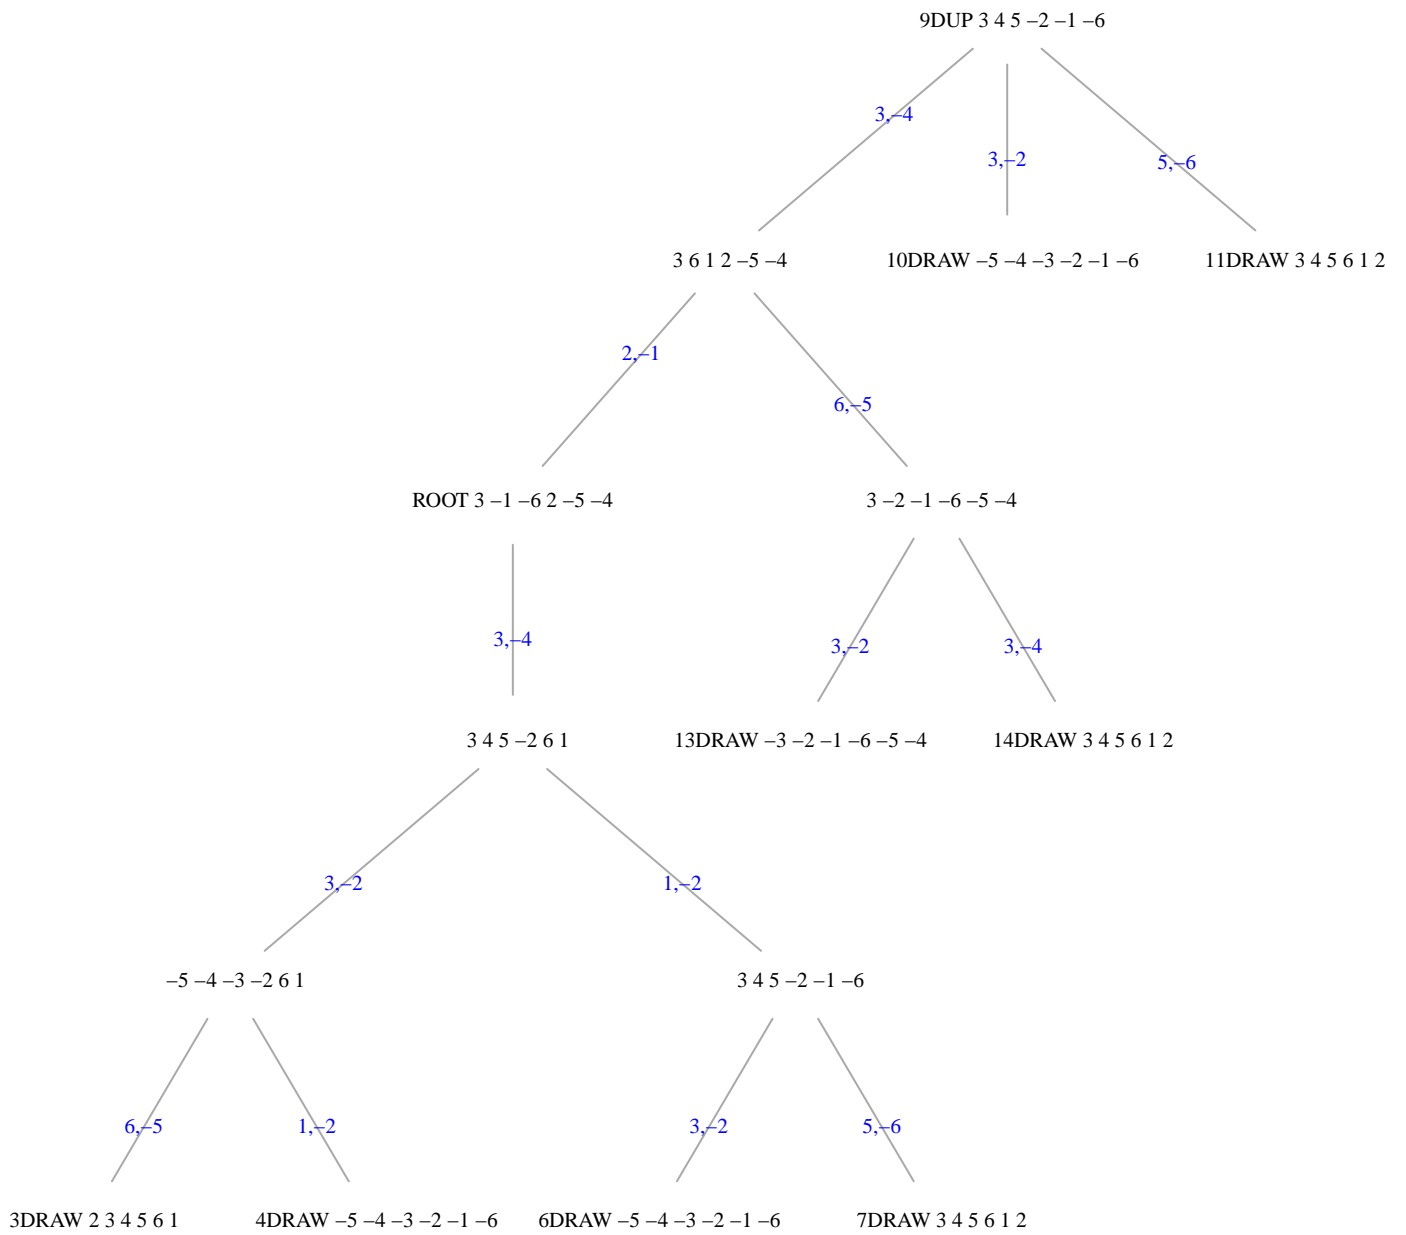 9DUP 3 4 5 –2 –1 –6
3,–4
3,–2
5,–6
3 6 1 2 –5 –4
10DRAW –5 –4 –3 –2 –1 –6
11DRAW 3 4 5 6 1 2
2,–1
6,–5
ROOT 3 –1 –6 2 –5 –4
3 –2 –1 –6 –5 –4
3,–4
3,–2
3,–4
3 4 5 –2 6 1
13DRAW –3 –2 –1 –6 –5 –4
14DRAW 3 4 5 6 1 2
3,–2
1,–2
–5 –4 –3 –2 6 1
3 4 5 –2 –1 –6
6,–5
1,–2
3,–2
5,–6
3DRAW 2 3 4 5 6 1
4DRAW –5 –4 –3 –2 –1 –6
6DRAW –5 –4 –3 –2 –1 –6
7DRAW 3 4 5 6 1 2